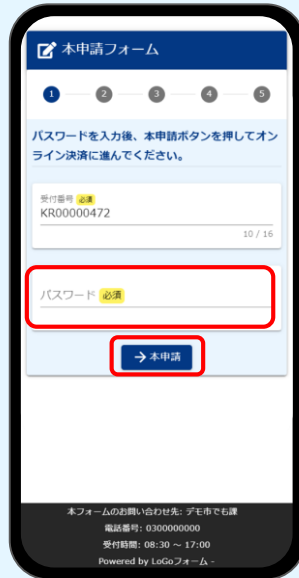 本申請フォーム
1 2 3 4 5
パスワードを入力後、本申請ボタンを押してオン
ライン決済に進んでください。
受付番号 必須
KR00000472
10 / 16
パスワード 必須
→ 本申請
本フォームのお問い合わせ先: デモ市でも課
電話番号: 0300000000
受付時間: 08:30 ～ 17:00
Powered by LoGoフォーム -